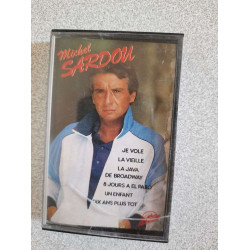 Michel
SARDOU
JE VOLE
LA VIEILLE
LA JAVA
DE BROADWAY
8 JOURS A EL PASO
UN ENFANT
DIX ANS PLUS TOT